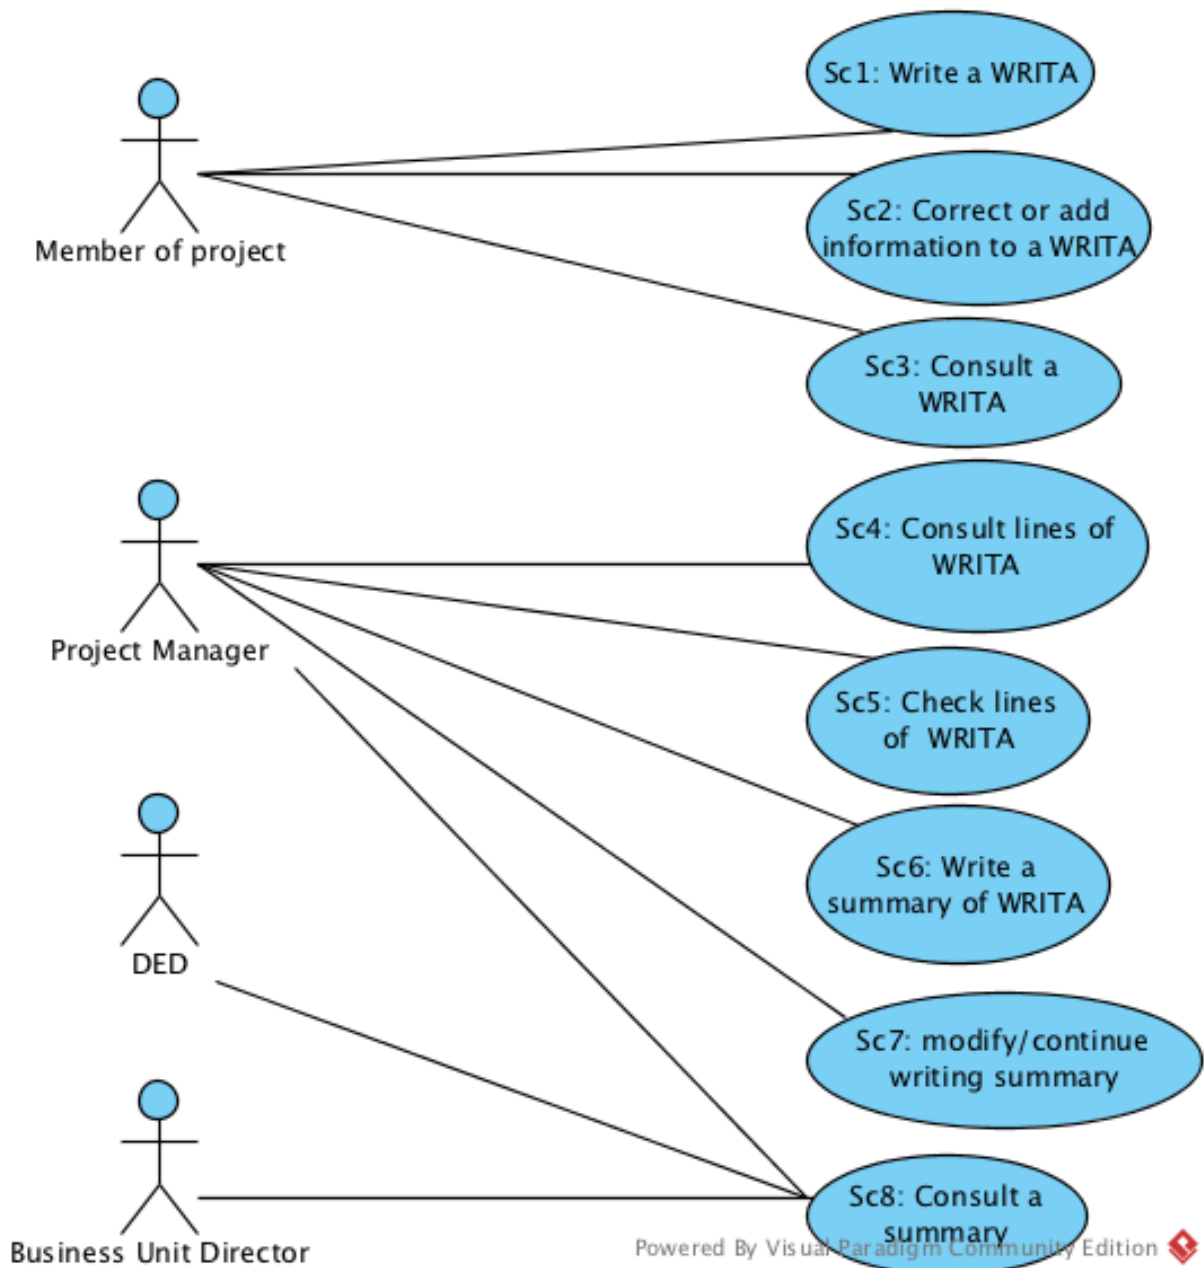 Sc1: Write a WRITA
Member of project
Sc2: Correct or add
information to a WRITA
Sc3: Consult a
WRITA
Project Manager
Sc4: Consult lines of
WRITA
Sc5: Check lines
of WRITA
Sc6: Write a
summary of WRITA
DED
Sc7: modify/continue
writing summary
Business Unit Director
Sc8: Consult a
summary
Powered By Visual Paradigm Community Edition